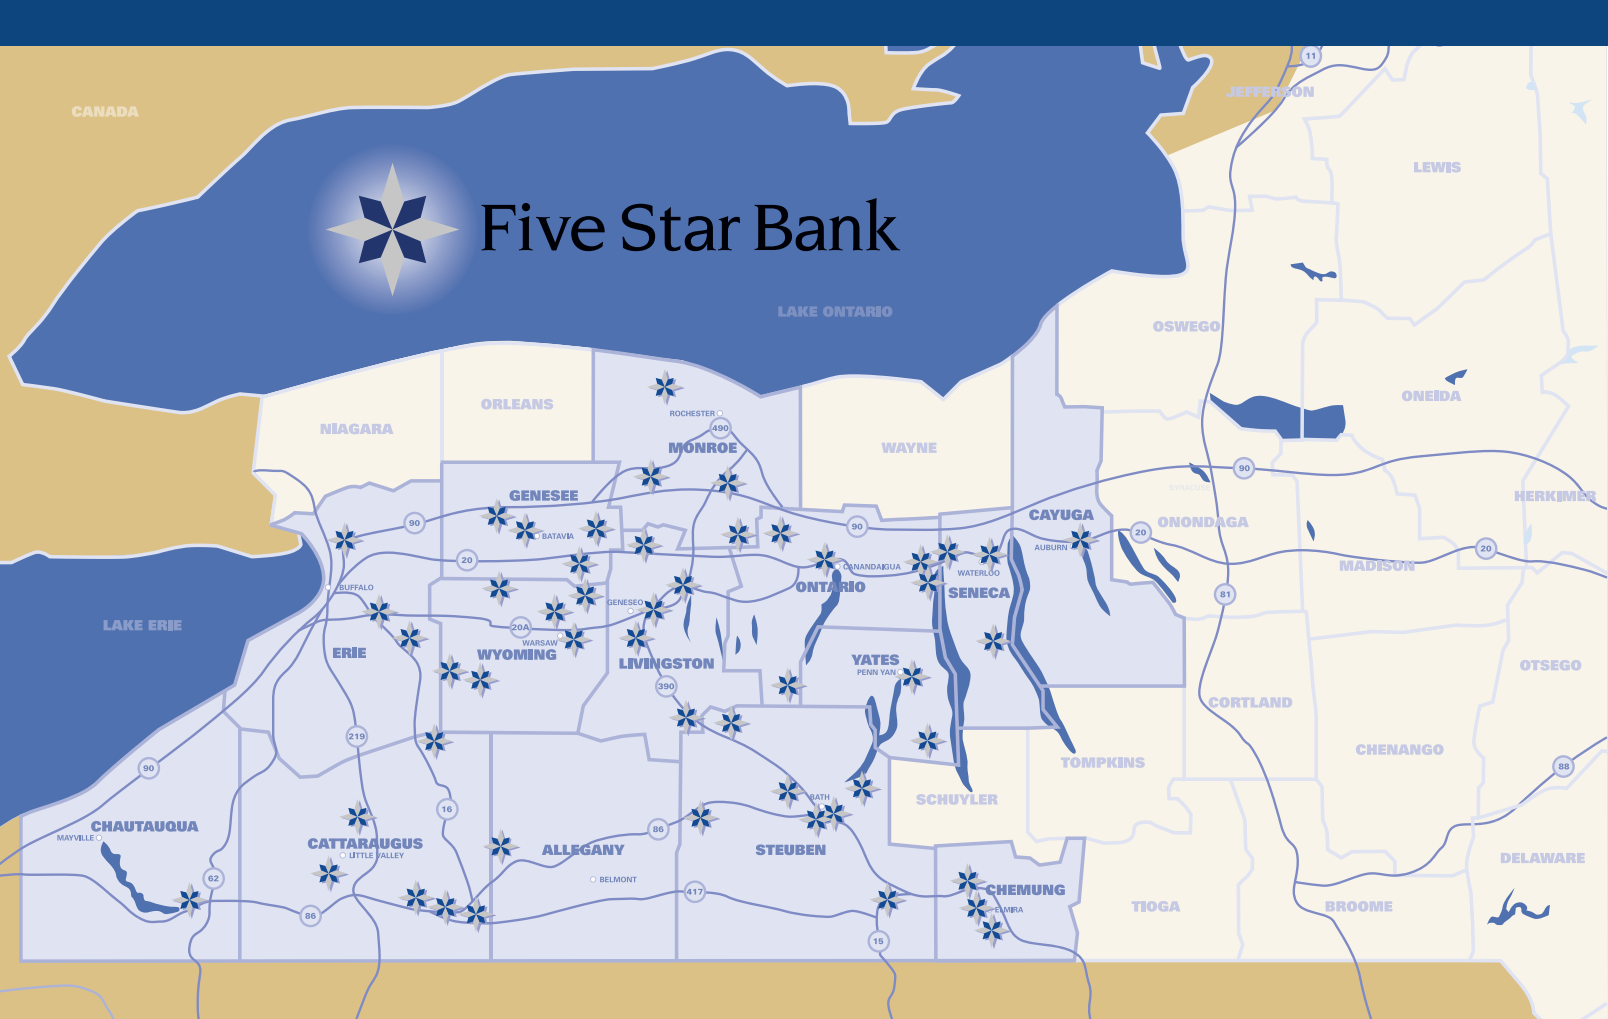 11
JEFFERSON
CANADA
LEWIS
Five Star Bank
LAKE ONTARIO
OSWEGO
ONEIDA
ORLEANS
ROCHESTER
NIAGARA
490
MONROE
WAYNE
90
SYRACUSE
GENESEE
HERKIMER
CAYUGA
90
90
ONONDAGA
20
BATAVIA
AUBURN
20
20
MADISON
CANANDAIGUA
WATERLOO
BUFFALO
ONTARIO
SENECA
81
GENESEO
LAKE ERIE
20A
WARSAW
ERIE
WYOMING
LIVINGSTON
YATES
PENN YAN
OTSEGO
390
CORTLAND
219
CHENANGO
90
TOMPKINS
88
BATH
SCHUYLER
16
CHAUTAUQUA
MAYVILLE
86
CATTARAUGUS
LITTLE VALLEY
ALLEGANY
STEUBEN
DELAWARE
62
BELMONT
417
CHEMUNG
ELMIRA
TIOGA
BROOME
86
15